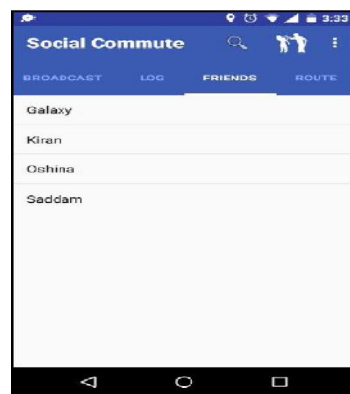 3:33
Social Commute
BROADCAST LOG FRIENDS ROUTE
Galaxy
Kiran
Oshina
Saddam